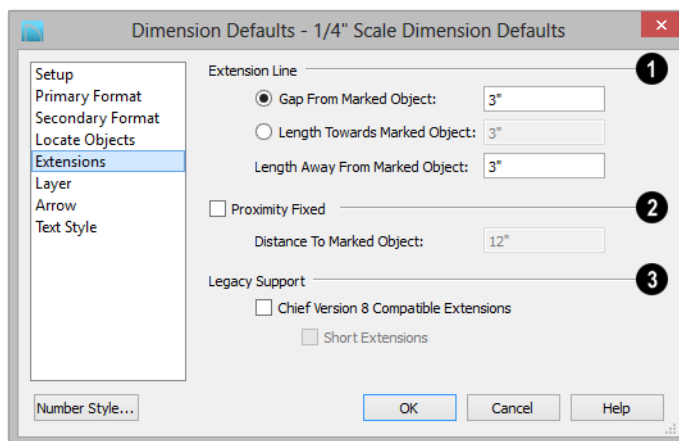 Dimension Defaults - 1/4" Scale Dimension Defaults
Setup
Primary Format
Secondary Format
Locate Objects
Extensions
Layer
Arrow
Text Style
Extension Line
1
Gap From Marked Object: 3"
Length Towards Marked Object: 3"
Length Away From Marked Object: 3"
Proximity Fixed
2
Distance To Marked Object: 12"
Legacy Support
3
Chief Version 8 Compatible Extensions
Short Extensions
Number Style... OK Cancel Help